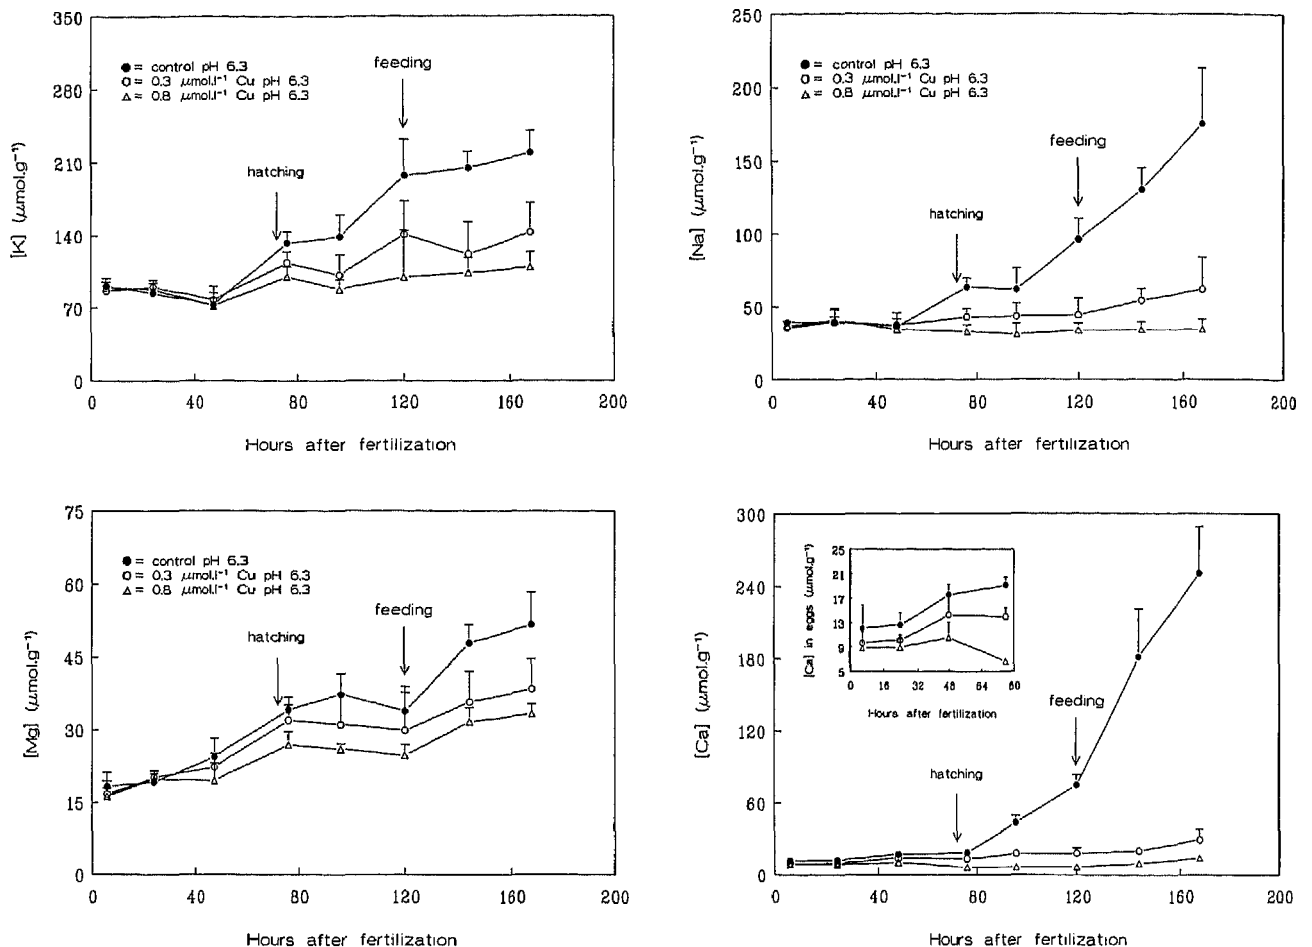 [K] (μmol.g⁻¹)
350
280
210
140
70
0
● = control pH 6.3
○ = 0.3 μmol.l⁻¹ Cu pH 6.3
△ = 0.8 μmol.l⁻¹ Cu pH 6.3
hatching
feeding
0 40 80 120 160 200
Hours after fertilization
[Na] (μmol.g⁻¹)
250
200
150
100
50
0
● = control pH 6.3
○ = 0.3 μmol.l⁻¹ Cu pH 6.3
△ = 0.8 μmol.l⁻¹ Cu pH 6.3
hatching
feeding
0 40 80 120 160 200
Hours after fertilization
[Mg] (μmol.g⁻¹)
75
60
45
30
15
0
● = control pH 6.3
○ = 0.3 μmol.l⁻¹ Cu pH 6.3
△ = 0.8 μmol.l⁻¹ Cu pH 6.3
hatching
feeding
0 40 80 120 160 200
Hours after fertilization
[Ca] (μmol.g⁻¹)
300
240
180
120
60
0
[Ca] in eggs (μmol.g⁻¹)
25
21
17
13
9
5
0 16 32 48 64 80
Hours after fertilization
hatching
feeding
0 40 80 120 160 200
Hours after fertilization